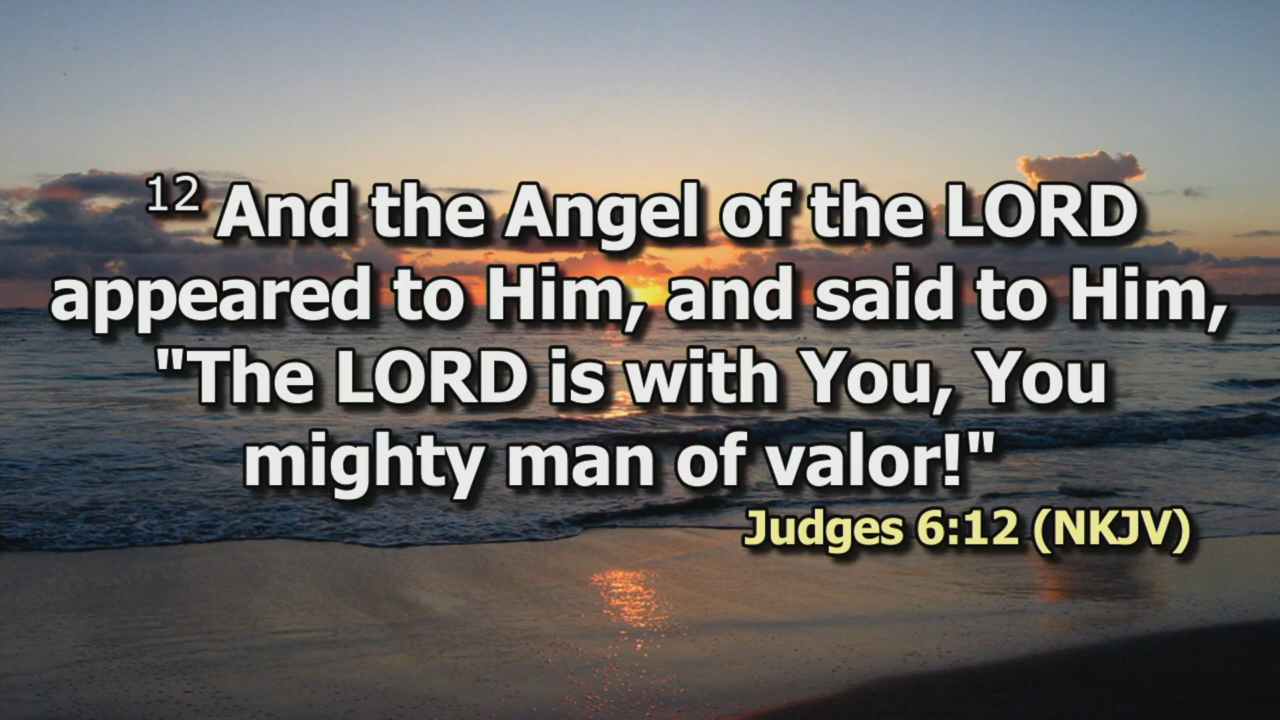 12 And the Angel of the LORD
appeared to Him, and said to Him,
"The LORD is with You, You
mighty man of valor!"
Judges 6:12 (NKJV)